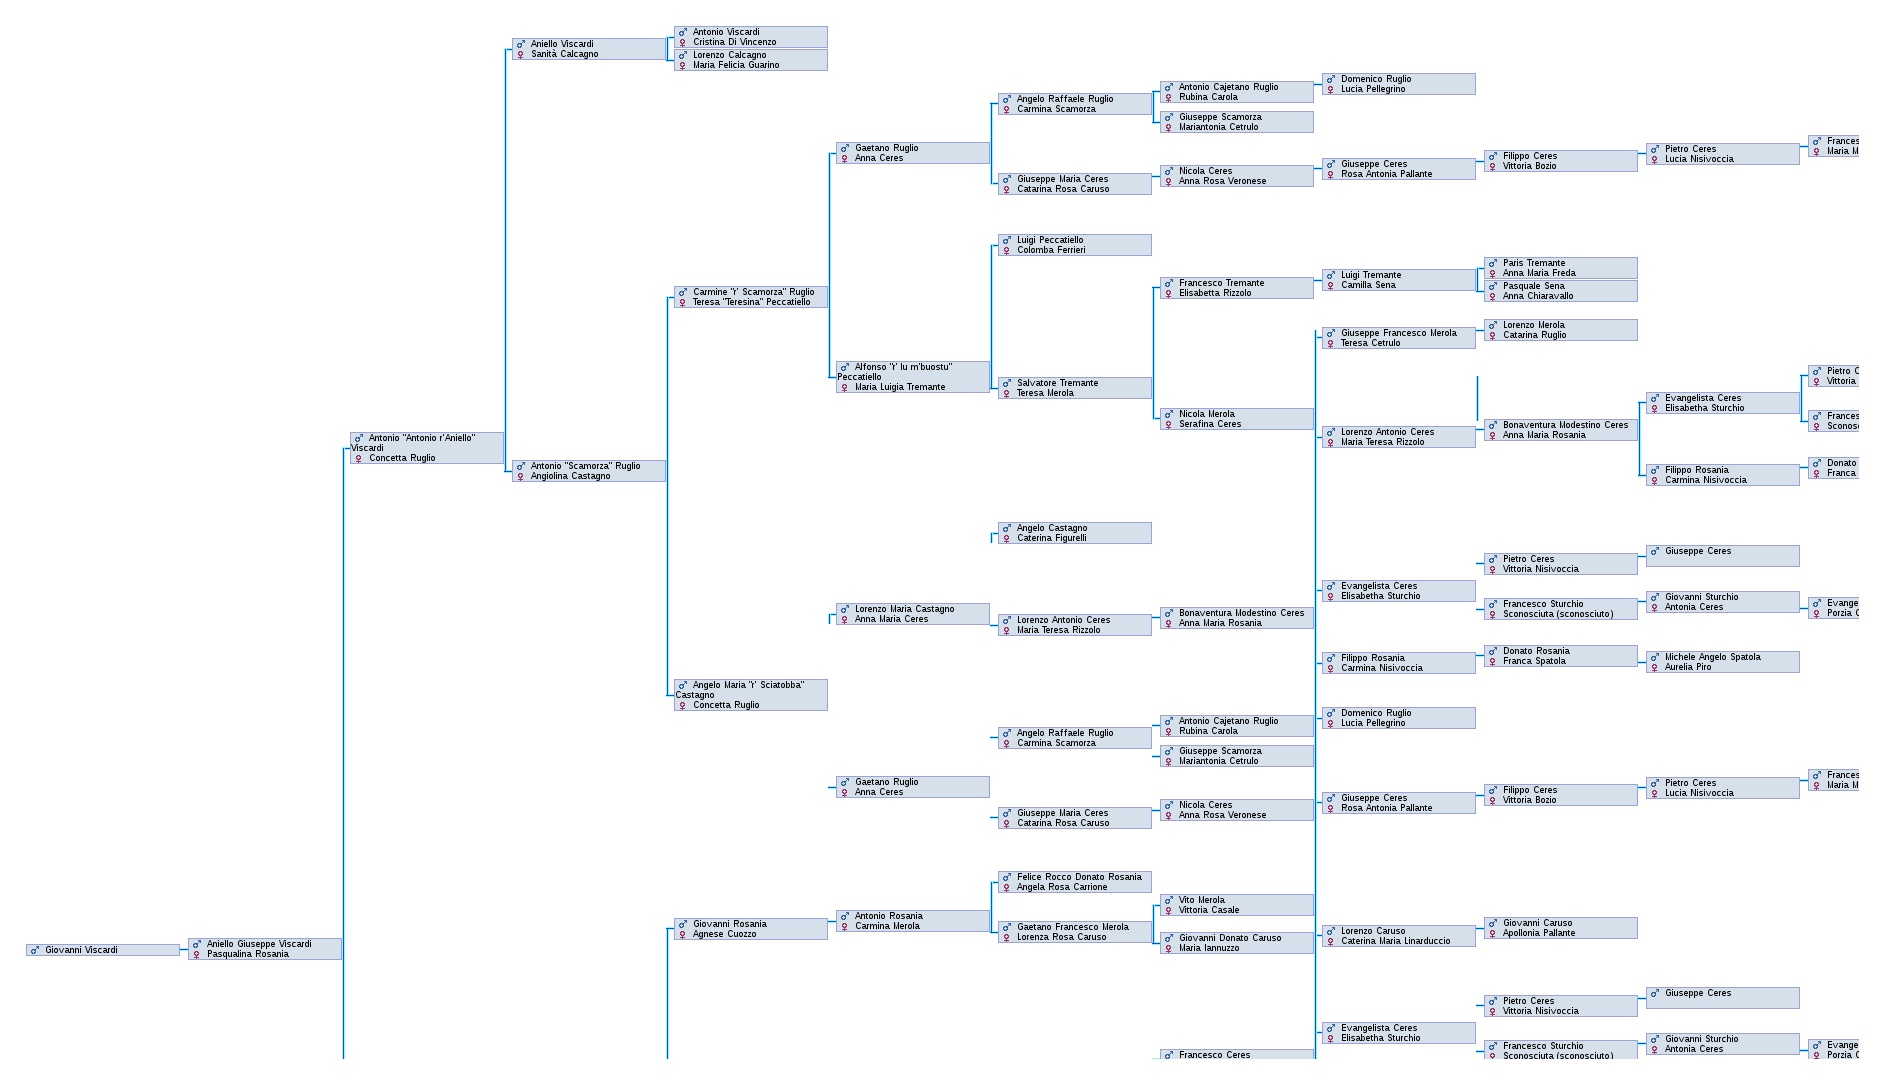 Aniello Viscardi
Sanità Calcagno
Antonio Viscardi
Cristina Di Vincenzo
Lorenzo Calcagno
Maria Felicia Guarino
Angelo Raffaele Ruglio
Carmina Scamorza
Antonio Cajetano Ruglio
Rubina Carola
Domenico Ruglio
Lucia Pellegrino
Giuseppe Scamorza
Mariantonia Cetrulo
Gaetano Ruglio
Anna Ceres
Giuseppe Maria Ceres
Catarina Rosa Caruso
Nicola Ceres
Anna Rosa Veronese
Giuseppe Ceres
Rosa Antonia Pallante
Filippo Ceres
Vittoria Bozio
Pietro Ceres
Lucia Nisivoccia
Frances
Maria M
Luigi Peccatiello
Colomba Ferrieri
Carmine "r' Scamorza" Ruglio
Teresa "Teresina" Peccatiello
Francesco Tremante
Elisabetta Rizzolo
Luigi Tremante
Camilla Sena
Paris Tremante
Anna Maria Freda
Pasquale Sena
Anna Chiaravallo
Giuseppe Francesco Merola
Teresa Cetrulo
Lorenzo Merola
Catarina Ruglio
Alfonso "r' lu m'buostu"
Peccatiello
Maria Luigia Tremante
Salvatore Tremante
Teresa Merola
Nicola Merola
Serafina Ceres
Lorenzo Antonio Ceres
Maria Teresa Rizzolo
Bonaventura Modestino Ceres
Anna Maria Rosania
Evangelista Ceres
Elisabetha Sturchio
Pietro C
Vittoria
Frances
Sconos
Filippo Rosania
Carmina Nisivoccia
Donato
Franca
Antonio "Antonio r'Aniello"
Viscardi
Concetta Ruglio
Antonio "Scamorza" Ruglio
Angiolina Castagno
Angelo Castagno
Caterina Figurelli
Lorenzo Maria Castagno
Anna Maria Ceres
Lorenzo Antonio Ceres
Maria Teresa Rizzolo
Bonaventura Modestino Ceres
Anna Maria Rosania
Evangelista Ceres
Elisabetha Sturchio
Pietro Ceres
Vittoria Nisivoccia
Giuseppe Ceres
Francesco Sturchio
Sconosciuta (sconosciuto)
Giovanni Sturchio
Antonia Ceres
Evange
Porzia C
Filippo Rosania
Carmina Nisivoccia
Donato Rosania
Franca Spatola
Michele Angelo Spatola
Aurelia Piro
Angelo Maria "r' Sciatobba"
Castagno
Concetta Ruglio
Angelo Raffaele Ruglio
Carmina Scamorza
Antonio Cajetano Ruglio
Rubina Carola
Domenico Ruglio
Lucia Pellegrino
Giuseppe Scamorza
Mariantonia Cetrulo
Gaetano Ruglio
Anna Ceres
Giuseppe Maria Ceres
Catarina Rosa Caruso
Nicola Ceres
Anna Rosa Veronese
Giuseppe Ceres
Rosa Antonia Pallante
Filippo Ceres
Vittoria Bozio
Pietro Ceres
Lucia Nisivoccia
Frances
Maria M
Giovanni Viscardi
Aniello Giuseppe Viscardi
Pasqualina Rosania
Giovanni Rosania
Agnese Cuozzo
Antonio Rosania
Carmina Merola
Felice Rocco Donato Rosania
Angela Rosa Carrione
Gaetano Francesco Merola
Lorenza Rosa Caruso
Vito Merola
Vittoria Casale
Giovanni Donato Caruso
Maria Iannuzzo
Lorenzo Caruso
Caterina Maria Linarduccio
Giovanni Caruso
Apollonia Pallante
Francesco Ceres
Evangelista Ceres
Elisabetha Sturchio
Pietro Ceres
Vittoria Nisivoccia
Giuseppe Ceres
Francesco Sturchio
Sconosciuta (sconosciuto)
Giovanni Sturchio
Antonia Ceres
Evange
Porzia C